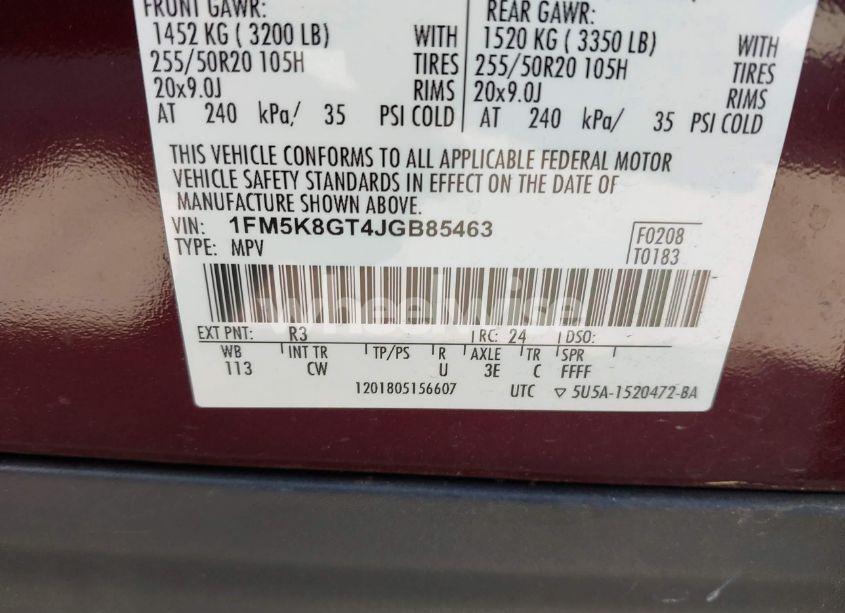 FRONT GAWR: REAR GAWR:
1452 KG ( 3200 LB) WITH 1520 KG ( 3350 LB) WITH
255/50R20 105H TIRES 255/50R20 105H TIRES
20x9.0J RIMS 20x9.0J RIMS
AT 240 kPa/ 35 PSI COLD AT 240 kPa/ 35 PSI COLD
THIS VEHICLE CONFORMS TO ALL APPLICABLE FEDERAL MOTOR
VEHICLE SAFETY STANDARDS IN EFFECT ON THE DATE OF
MANUFACTURE SHOWN ABOVE.
VIN: 1FM5K8GT4JGB85463
TYPE: MPV
F0208
T0183
wheelwise
EXT PNT: R3 RC: 24 DSO:
WB INT TR TP/PS R AXLE TR SPR
113 CW U 3E C FFFF
1201805156607 UTC ▽ 5U5A-1520472-BA